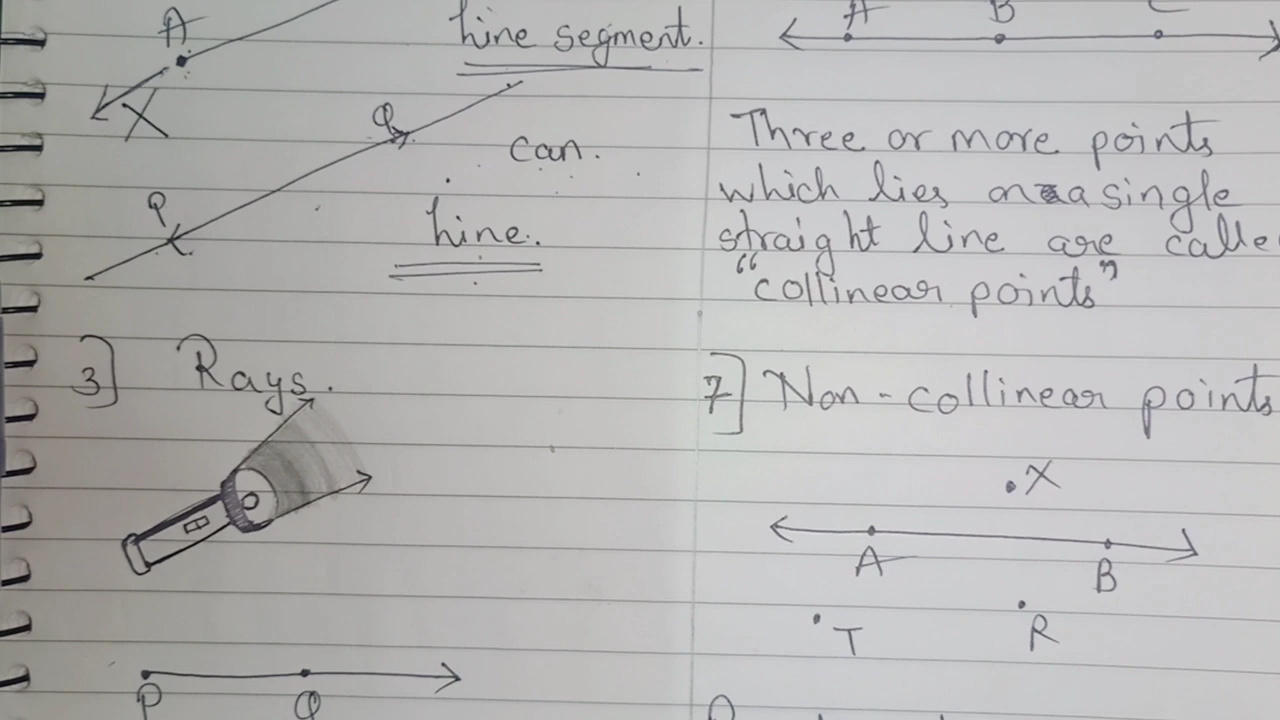 A
Line segment.
X
Q
can.
P
Line.
3] Rays.
P
Q
A
B
Three or more points
which lies on a single
straight line are calle
"collinear points"
7] Non-collinear points
X
A
B
T
R